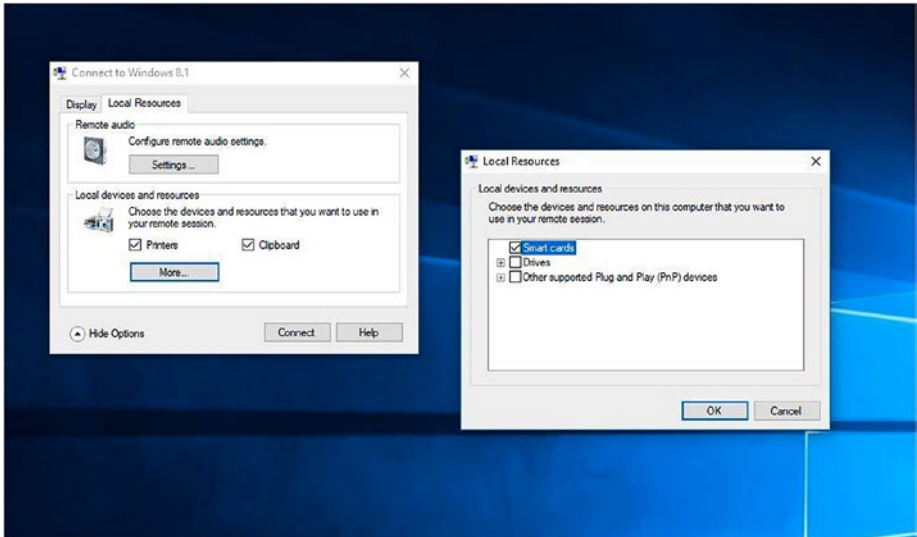 Connect to Windows 8.1
Display
Local Resources
Remote audio
Configure remote audio settings.
Settings...
Local devices and resources
Choose the devices and resources that you want to use in
your remote session.
Printers
Clipboard
More...
Hide Options
Connect
Help
Local Resources
Local devices and resources
Choose the devices and resources on this computer that you want to
use in your remote session.
Smart cards
Drives
Other supported Plug and Play (PnP) devices
OK
Cancel